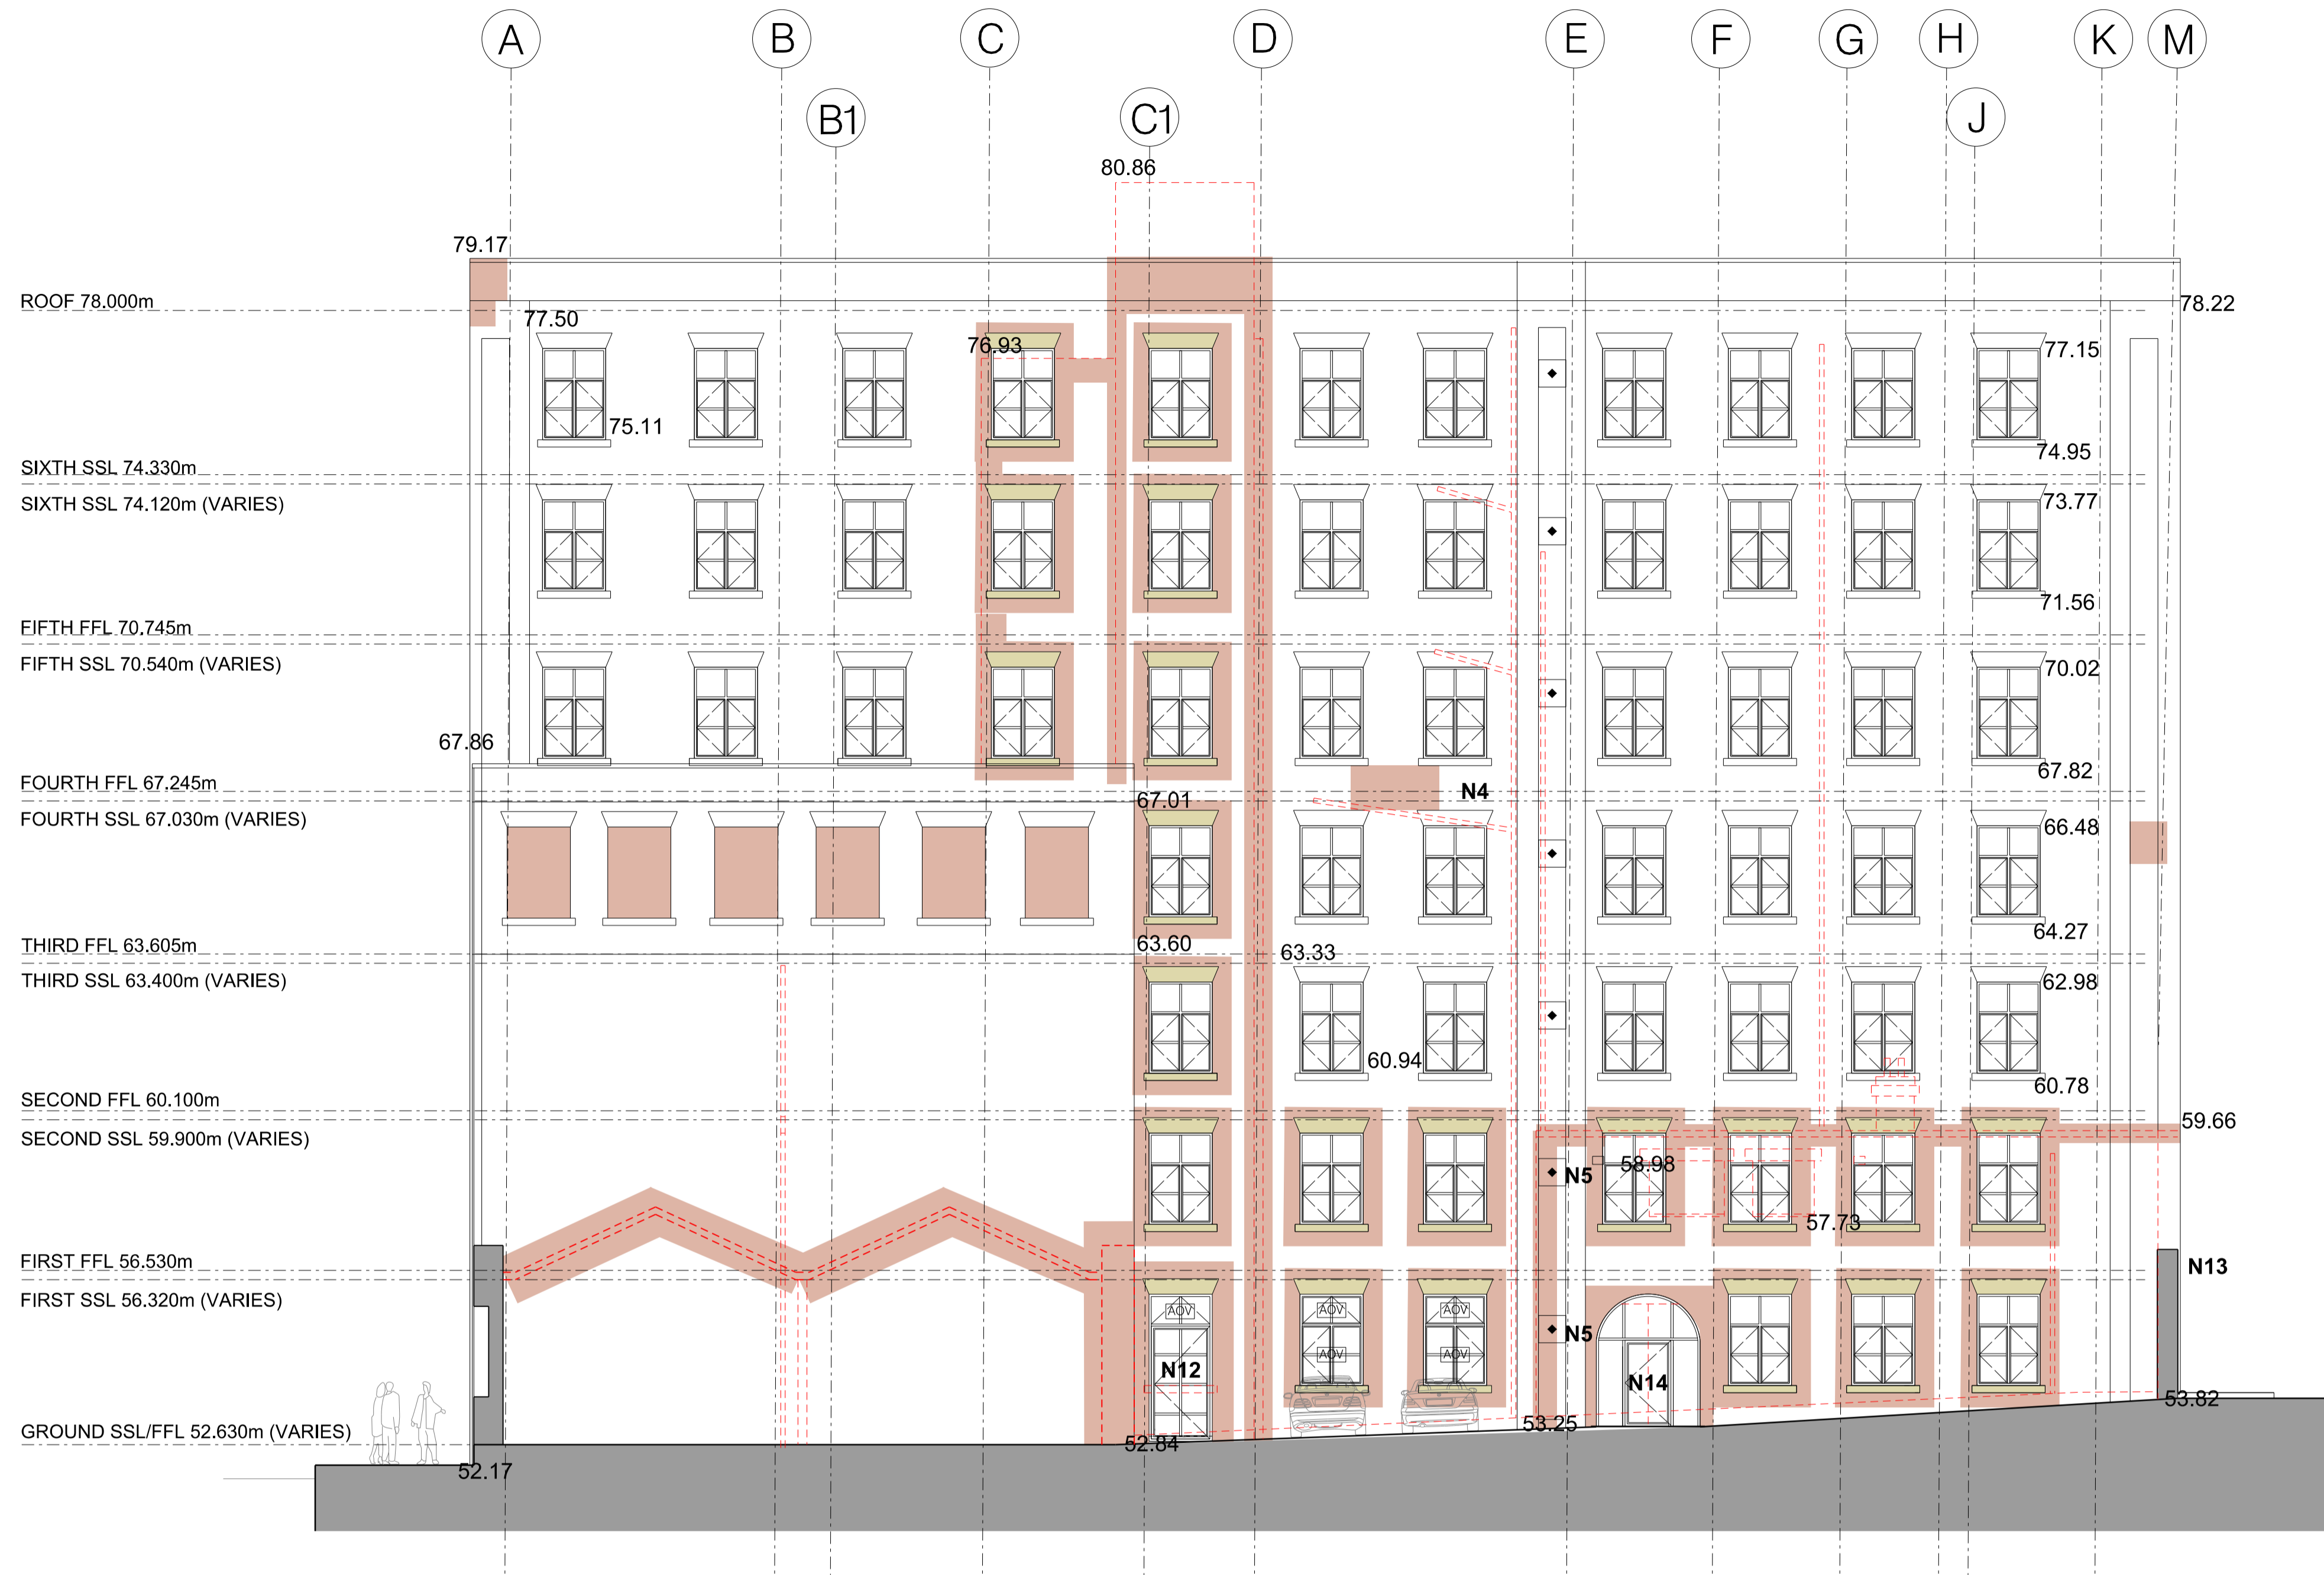 A
B
C
D
E
F
G
H
K
M
B1
C1
J
80.86
79.17
ROOF 78.000m
78.22
77.50
76.93
77.15
75.11
74.95
SIXTH SSL 74.330m
SIXTH SSL 74.120m (VARIES)
73.77
71.56
FIFTH FFL 70.745m
FIFTH SSL 70.540m (VARIES)
70.02
67.86
67.82
FOURTH FFL 67.245m
N4
67.01
FOURTH SSL 67.030m (VARIES)
66.48
64.27
THIRD FFL 63.605m
63.60
63.33
THIRD SSL 63.400m (VARIES)
62.98
60.94
60.78
SECOND FFL 60.100m
59.66
SECOND SSL 59.900m (VARIES)
58.98
N5
57.73
FIRST FFL 56.530m
N13
FIRST SSL 56.320m (VARIES)
AOV
AOV
AOV
N5
AOV
AOV
N12
N14
53.82
53.25
GROUND SSL/FFL 52.630m (VARIES)
52.84
52.17